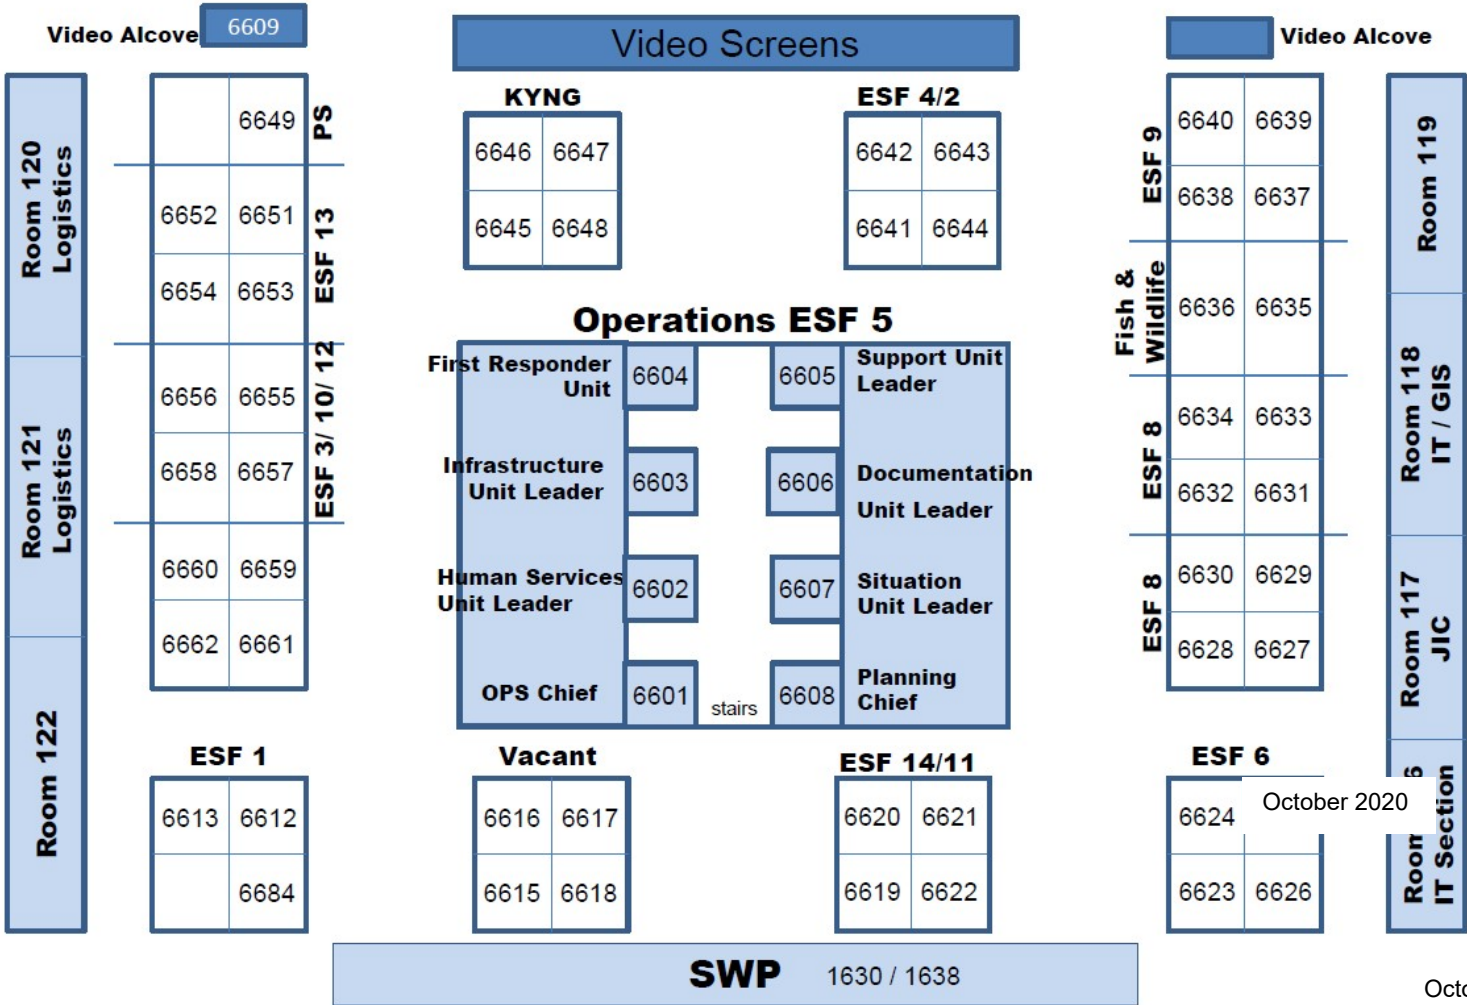 Video Alcove 6609
Video Screens
Video Alcove
Room 120
Logistics
Room 121
Logistics
Room 122
6649
PS
6652 6651
6654 6653
ESF 13
6656 6655
6658 6657
ESF 3/ 10/ 12
6660 6659
6662 6661
KYNG
6646 6647
6645 6648
ESF 4/2
6642 6643
6641 6644
ESF 9
6640 6639
6638 6637
Fish &
Wildlife
6636 6635
ESF 8
6634 6633
6632 6631
ESF 8
6630 6629
6628 6627
Room 119
Room 118
IT / GIS
Room 117
JIC
Room 6
IT Section
Operations ESF 5
First Responder
Unit
6604
6605
Support Unit
Leader
Infrastructure
Unit Leader
6603
6606
Documentation
Unit Leader
Human Services
Unit Leader
6602
6607
Situation
Unit Leader
OPS Chief
6601
stairs
6608
Planning
Chief
ESF 1
6613 6612
6684
Vacant
6616 6617
6615 6618
ESF 14/11
6620 6621
6619 6622
ESF 6
6624
October 2020
6623 6626
SWP 1630 / 1638